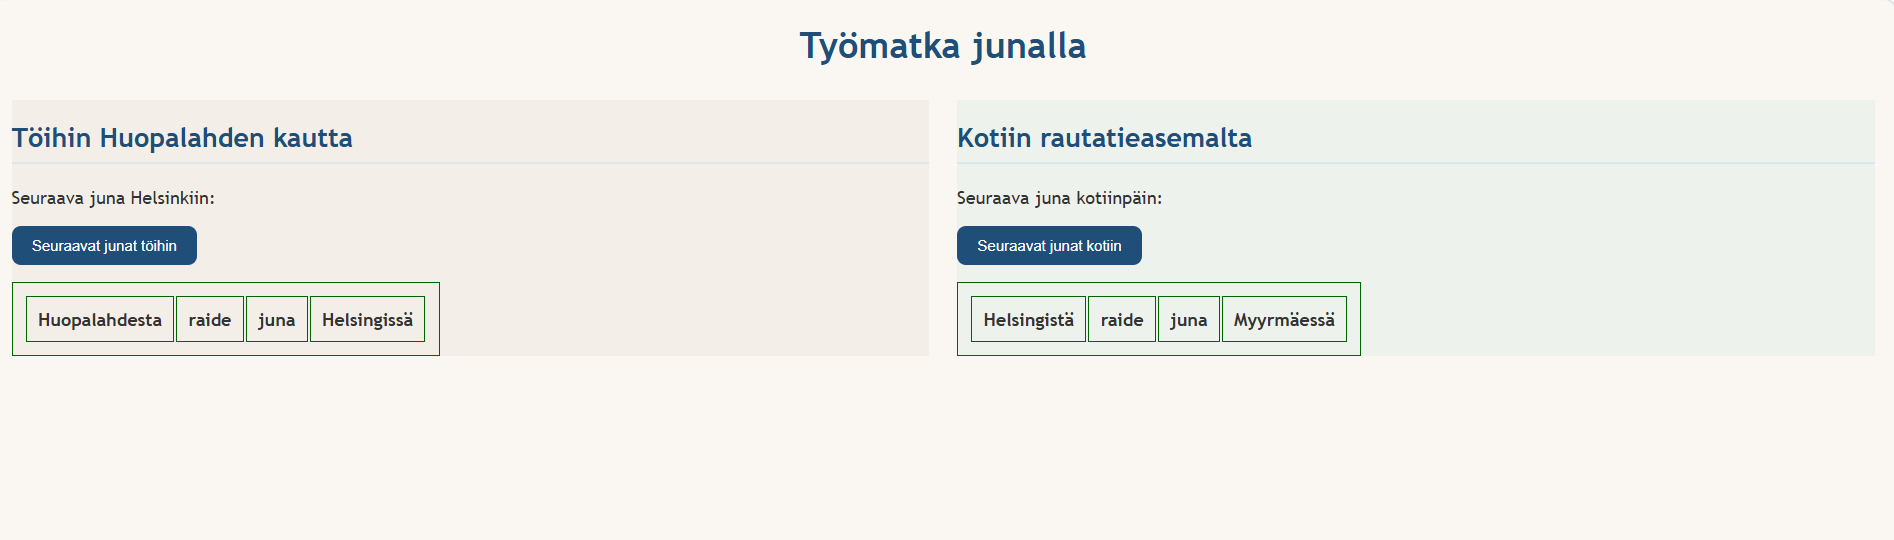 Työmatka junalla
Töihin Huopalahden kautta
Seuraava juna Helsinkiin:
Seuraavat junat töihin
Huopalahdesta raide juna Helsingissä
Kotiin rautatieasemalta
Seuraava juna kotiinpäin:
Seuraavat junat kotiin
Helsingistä raide juna Myyrmäessä